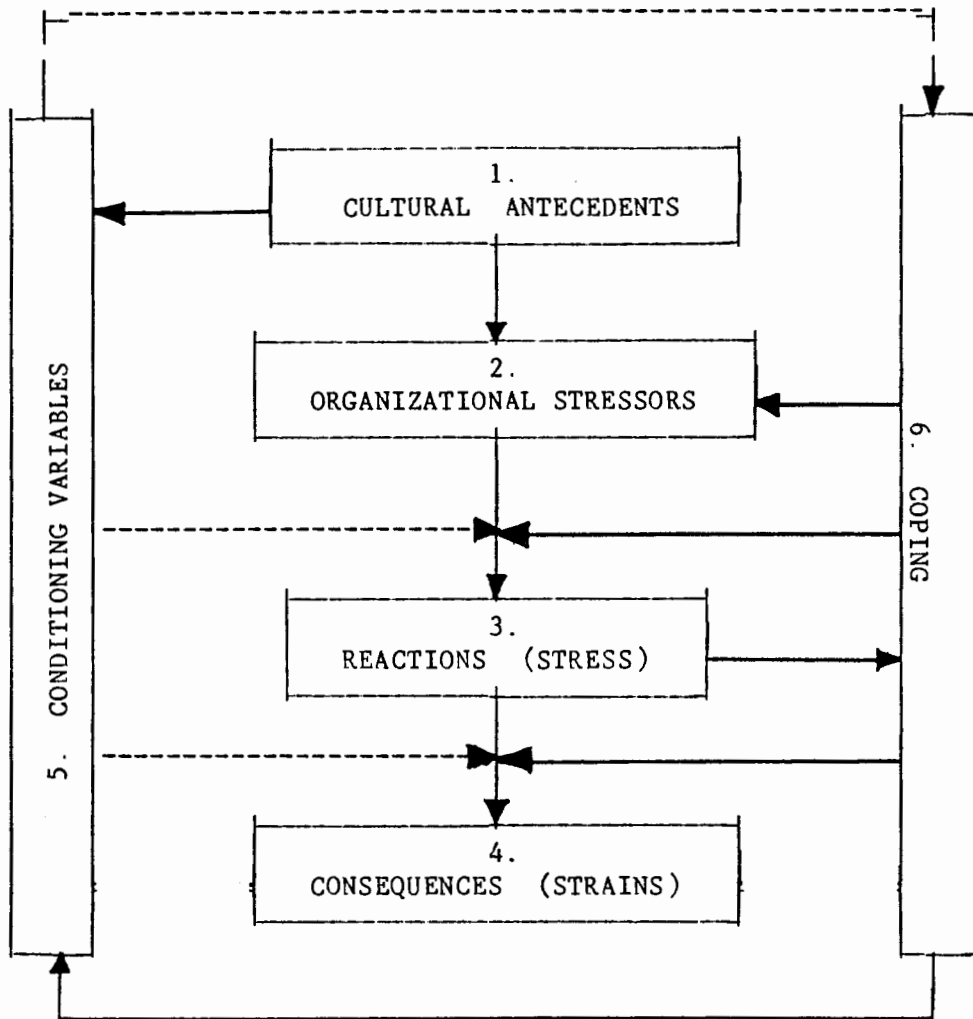 1.
CULTURAL ANTECEDENTS
2.
ORGANIZATIONAL STRESSORS
3.
REACTIONS (STRESS)
4.
CONSEQUENCES (STRAINS)
5. CONDITIONING VARIABLES
6. COPING